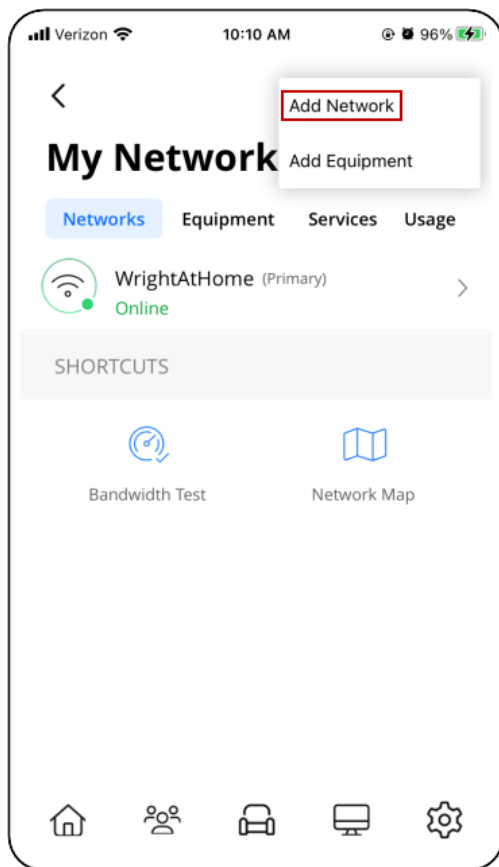 Verizon 10:10 AM 96%
Add Network
My Network
Add Equipment
Networks Equipment Services Usage
WrightAtHome (Primary)
Online
SHORTCUTS
Bandwidth Test Network Map